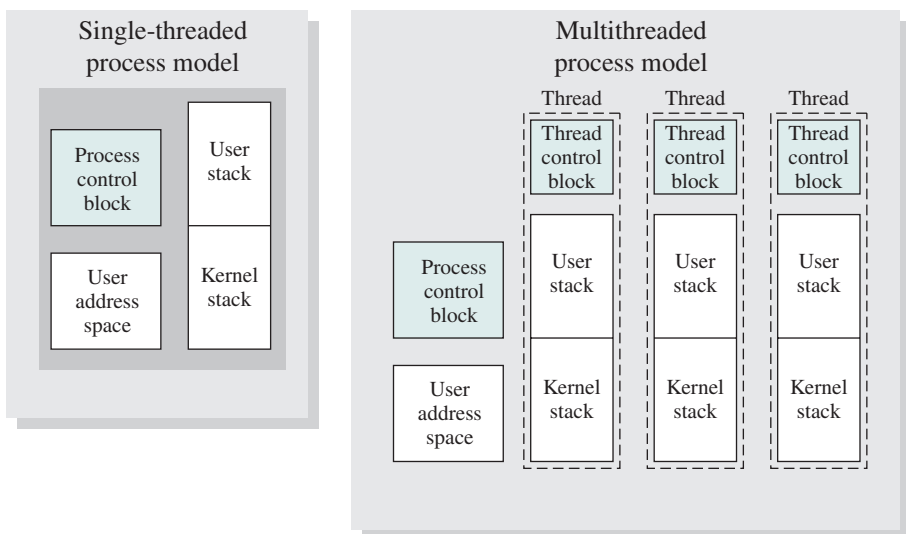 Single-threaded
process model
Process
control
block
User
stack
User
address
space
Kernel
stack
Multithreaded
process model
Thread
Thread
Thread
Thread
control
block
Thread
control
block
Thread
control
block
Process
control
block
User
stack
User
stack
User
stack
User
address
space
Kernel
stack
Kernel
stack
Kernel
stack